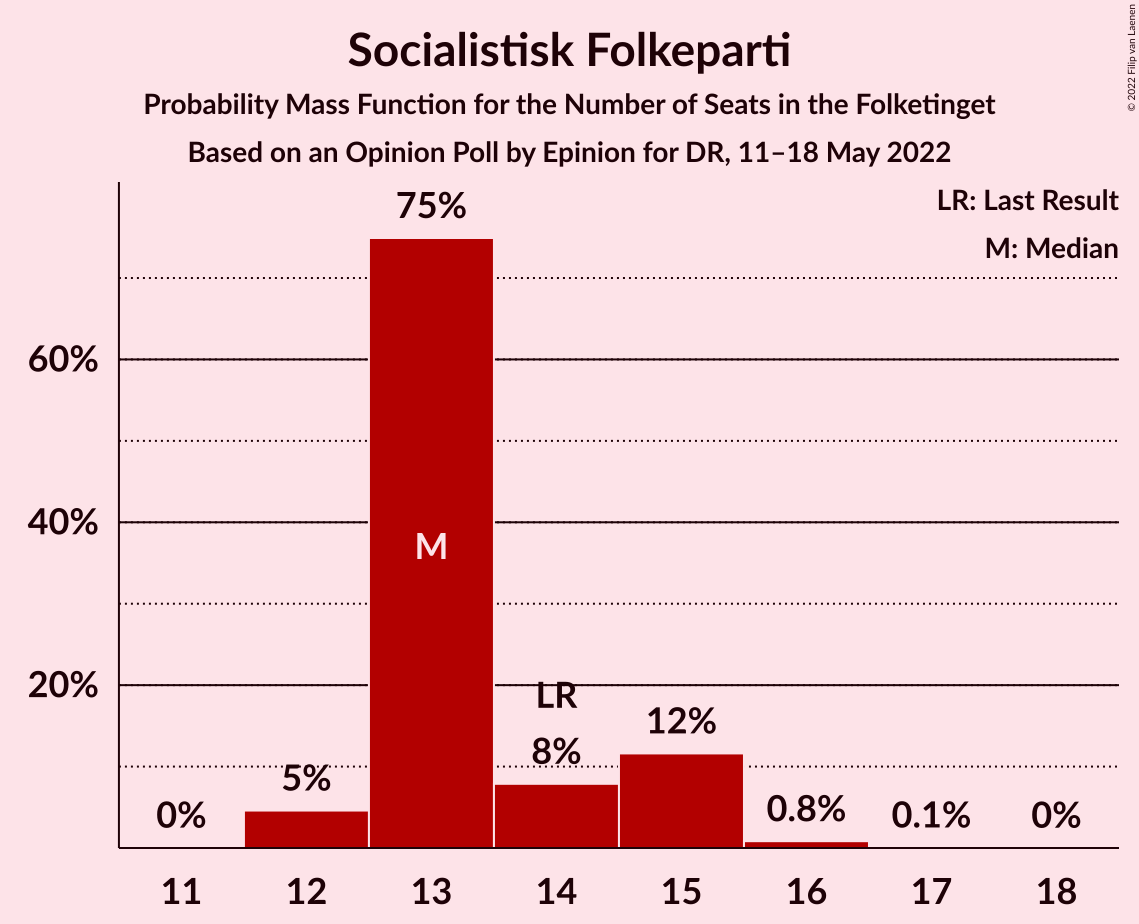 Socialistisk Folkeparti
Probability Mass Function for the Number of Seats in the Folketinget
Based on an Opinion Poll by Epinion for DR, 11–18 May 2022
© 2022 Filip van Laenen
LR: Last Result
M: Median
75%
60%
40%
20%
M
LR
0%
5%
8%
12%
0.8%
0.1%
0%
11
12
13
14
15
16
17
18